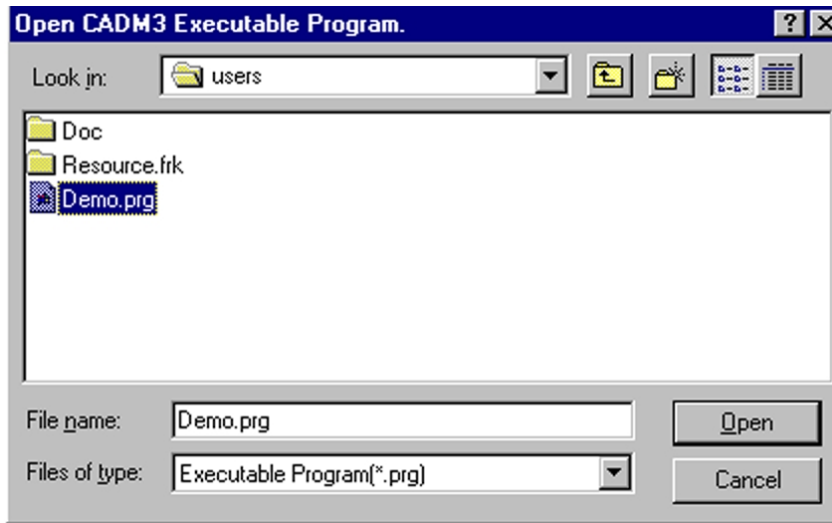 Open CADM3 Executable Program.
Look in: users
Doc
Resource.frk
Demo.prg
File name: Demo.prg Open
Files of type: Executable Program(*.prg) Cancel